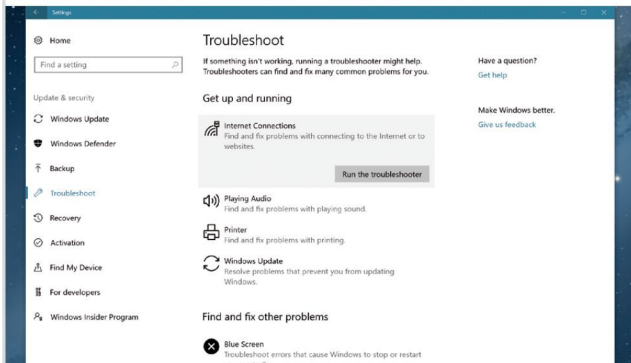 Settings
Home
Find a setting
Update & security
Windows Update
Windows Defender
Backup
Troubleshoot
Recovery
Activation
Find My Device
For developers
Windows Insider Program
Troubleshoot
If something isn't working, running a troubleshooter might help.
Troubleshooters can find and fix many common problems for you.
Get up and running
Internet Connections
Find and fix problems with connecting to the Internet or to
websites.
Run the troubleshooter
Playing Audio
Find and fix problems with playing sound.
Printer
Find and fix problems with printing.
Windows Update
Resolve problems that prevent you from updating
Windows.
Find and fix other problems
Blue Screen
Troubleshoot errors that cause Windows to stop or restart
Have a question?
Get help
Make Windows better.
Give us feedback